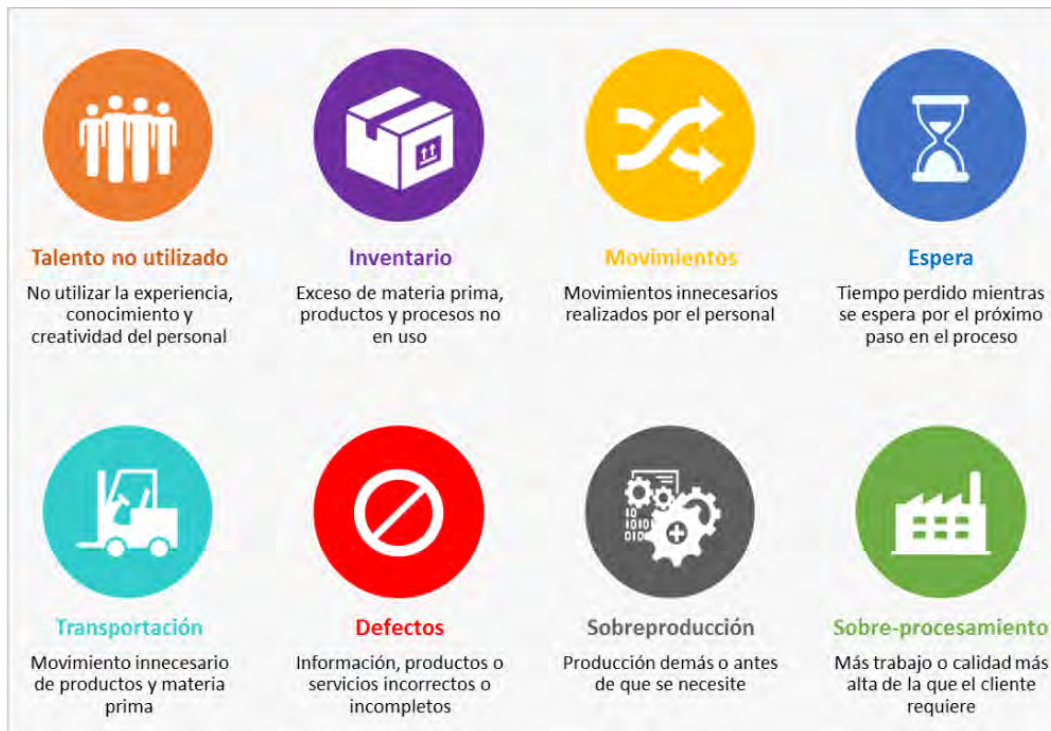 Talento no utilizado
No utilizar la experiencia,
conocimiento y
creatividad del personal
Inventario
Exceso de materia prima,
productos y procesos no
en uso
Movimientos
Movimientos innecesarios
realizados por el personal
Espera
Tiempo perdido mientras
se espera por el próximo
paso en el proceso
Transportación
Movimiento innecesario
de productos y materia
prima
Defectos
Información, productos o
servicios incorrectos o
incompletos
10
1010
010
Sobreproducción
Producción demás o antes
de que se necesite
Sobre-procesamiento
Más trabajo o calidad más
alta de la que el cliente
requiere